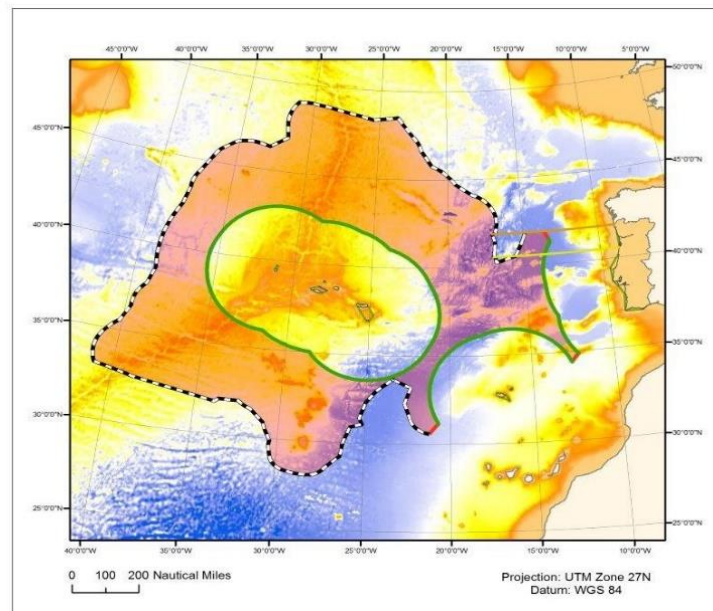 45°0'0"W 40°0'0"W 35°0'0"W 30°0'0"W 25°0'0"W 20°0'0"W 15°0'0"W 10°0'0"W 5°0'0"W
50°0'0"N
45°0'0"N 45°0'0"N
40°0'0"N 40°0'0"N
35°0'0"N 35°0'0"N
30°0'0"N 30°0'0"N
25°0'0"N 25°0'0"N
40°0'0"W 35°0'0"W 30°0'0"W 25°0'0"W 20°0'0"W 15°0'0"W 10°0'0"W
0 100 200 Nautical Miles
Projection: UTM Zone 27N
Datum: WGS 84